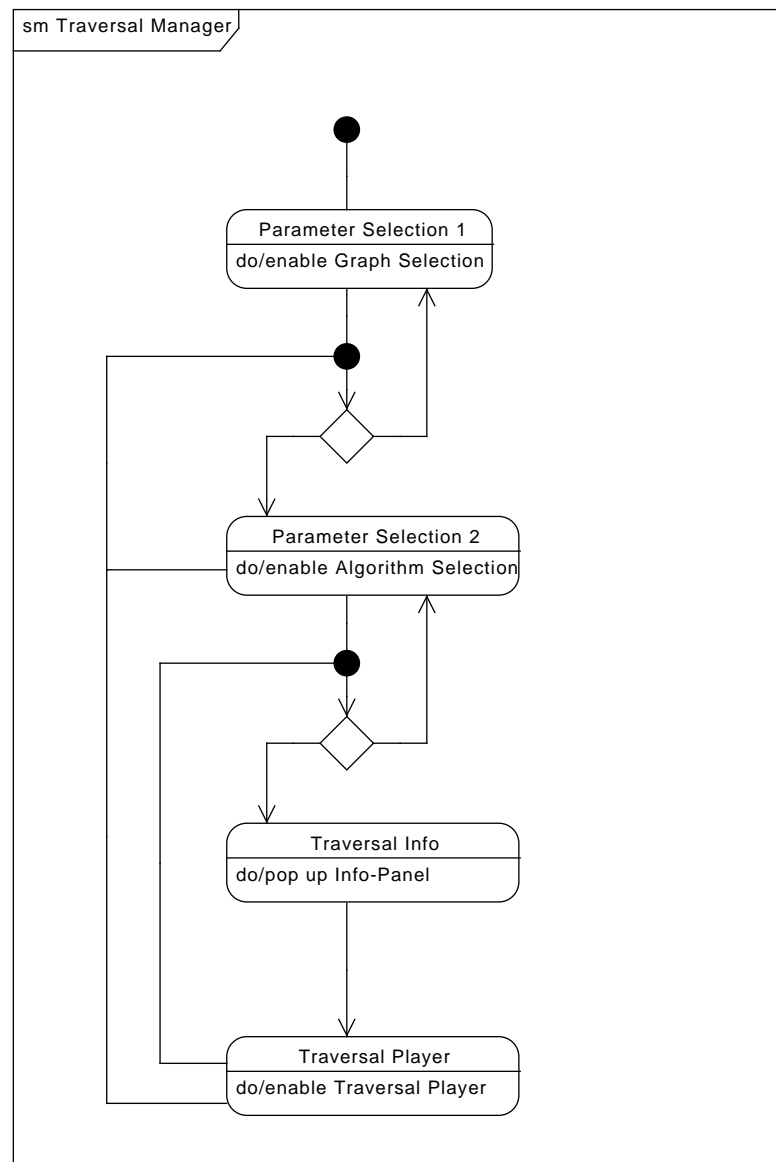 sm Traversal Manager
Parameter Selection 1
do/enable Graph Selection
Parameter Selection 2
do/enable Algorithm Selection
Traversal Info
do/pop up Info-Panel
Traversal Player
do/enable Traversal Player